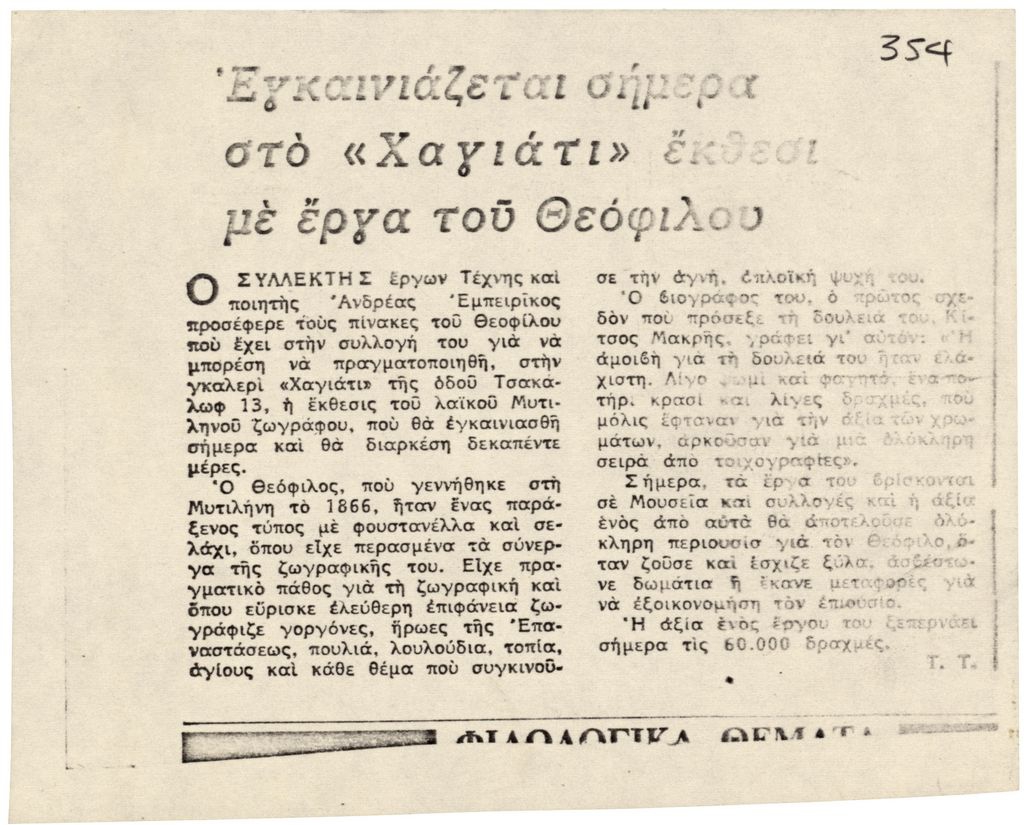 354
Ἐγκαινιάζεται σήμερα
στὸ «Χαγιάτι» ἔκθεσι
μὲ ἔργα τοῦ Θεόφιλου
Ο ΣΥΛΛΕΚΤΗΣ ἔργων Τέχνης καὶ
ποιητὴς Ἀνδρέας Ἐμπειρῖκος
προσέφερε τοὺς πίνακες τοῦ Θεοφίλου
ποὺ ἔχει στὴν συλλογή του γιὰ νὰ
μπορέση νὰ πραγματοποιηθῆ, στὴν
γκαλερὶ «Χαγιάτι» τῆς ὁδοῦ Τσακά-
λωφ 13, ἡ ἔκθεσις τοῦ λαϊκοῦ Μυτι-
ληνοῦ ζωγράφου, ποὺ θὰ ἐγκαινιασθῆ
σήμερα καὶ θὰ διαρκέση δεκαπέντε
μέρες.
Ὁ Θεόφιλος, ποὺ γεννήθηκε στὴ
Μυτιλήνη τὸ 1866, ἦταν ἕνας παρά-
ξενος τύπος μὲ φουστανέλλα καὶ σε-
λάχι, ὅπου εἶχε περασμένα τὰ σύνερ-
γα τῆς ζωγραφικῆς του. Εἶχε πρα-
γματικὸ πάθος γιὰ τὴ ζωγραφικὴ καὶ
ὅπου εὕρισκε ἐλεύθερη ἐπιφάνεια ζω-
γράφιζε γοργόνες, ἥρωες τῆς Ἐπα-
ναστάσεως, πουλιά, λουλούδια, τοπία,
ἁγίους καὶ κάθε θέμα ποὺ συγκινοῦ-
σε τὴν ἁγνή, ἁπλοϊκὴ ψυχή του.
Ὁ βιογράφος του, ὁ πρῶτος σχε-
δὸν ποὺ πρόσεξε τὴ δουλειά του, Κί-
τσος Μακρῆς, γράφει γι' αὐτόν: «Ἡ
ἀμοιβὴ γιὰ τὴ δουλειά του ἦταν ἐλά-
χιστη. Λίγο ψωμὶ καὶ φαγητό, ἕνα πο-
τήρι κρασὶ καὶ λίγες δραχμές, ποὺ
μόλις ἔφταναν γιὰ τὴν ἀξία τῶν χρω-
μάτων, ἀρκοῦσαν γιὰ μιὰ ὁλόκληρη
σειρὰ ἀπὸ τοιχογραφίες».
Σήμερα, τὰ ἔργα του βρίσκονται
σὲ Μουσεῖα καὶ συλλογὲς καὶ ἡ ἀξία
ἑνὸς ἀπὸ αὐτὰ θὰ ἀποτελοῦσε ὁλό-
κληρη περιουσία γιὰ τὸν Θεόφιλο, ὅ-
ταν ζοῦσε καὶ ἔσχιζε ξύλα, ἀσβέστω-
νε δωμάτια ἢ ἔκανε μεταφορὲς γιὰ
νὰ ἐξοικονομήση τὸν ἐπιούσιο.
Ἡ ἀξία ἑνὸς ἔργου του ξεπερνάει
σήμερα τὶς 60.000 δραχμές.
Τ. Τ.
ΦΙΛΟΛΟΓΙΚΑ ΘΕΜΑΤΑ